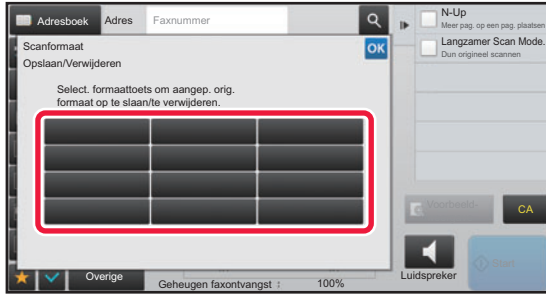 Adresboek
Adres
Faxnummer
Scanformaat
OK
Opslaan/Verwijderen
Select. formaattoets om aangep. orig.
formaat op te slaan/te verwijderen.
N-Up
Meer pag. op een pag. plaatsen
Langzamer Scan Mode.
Dun origineel scannen
Voorbeeld-
CA
Luidspreker
Start
Overige
Geheugen faxontvangst :
100%